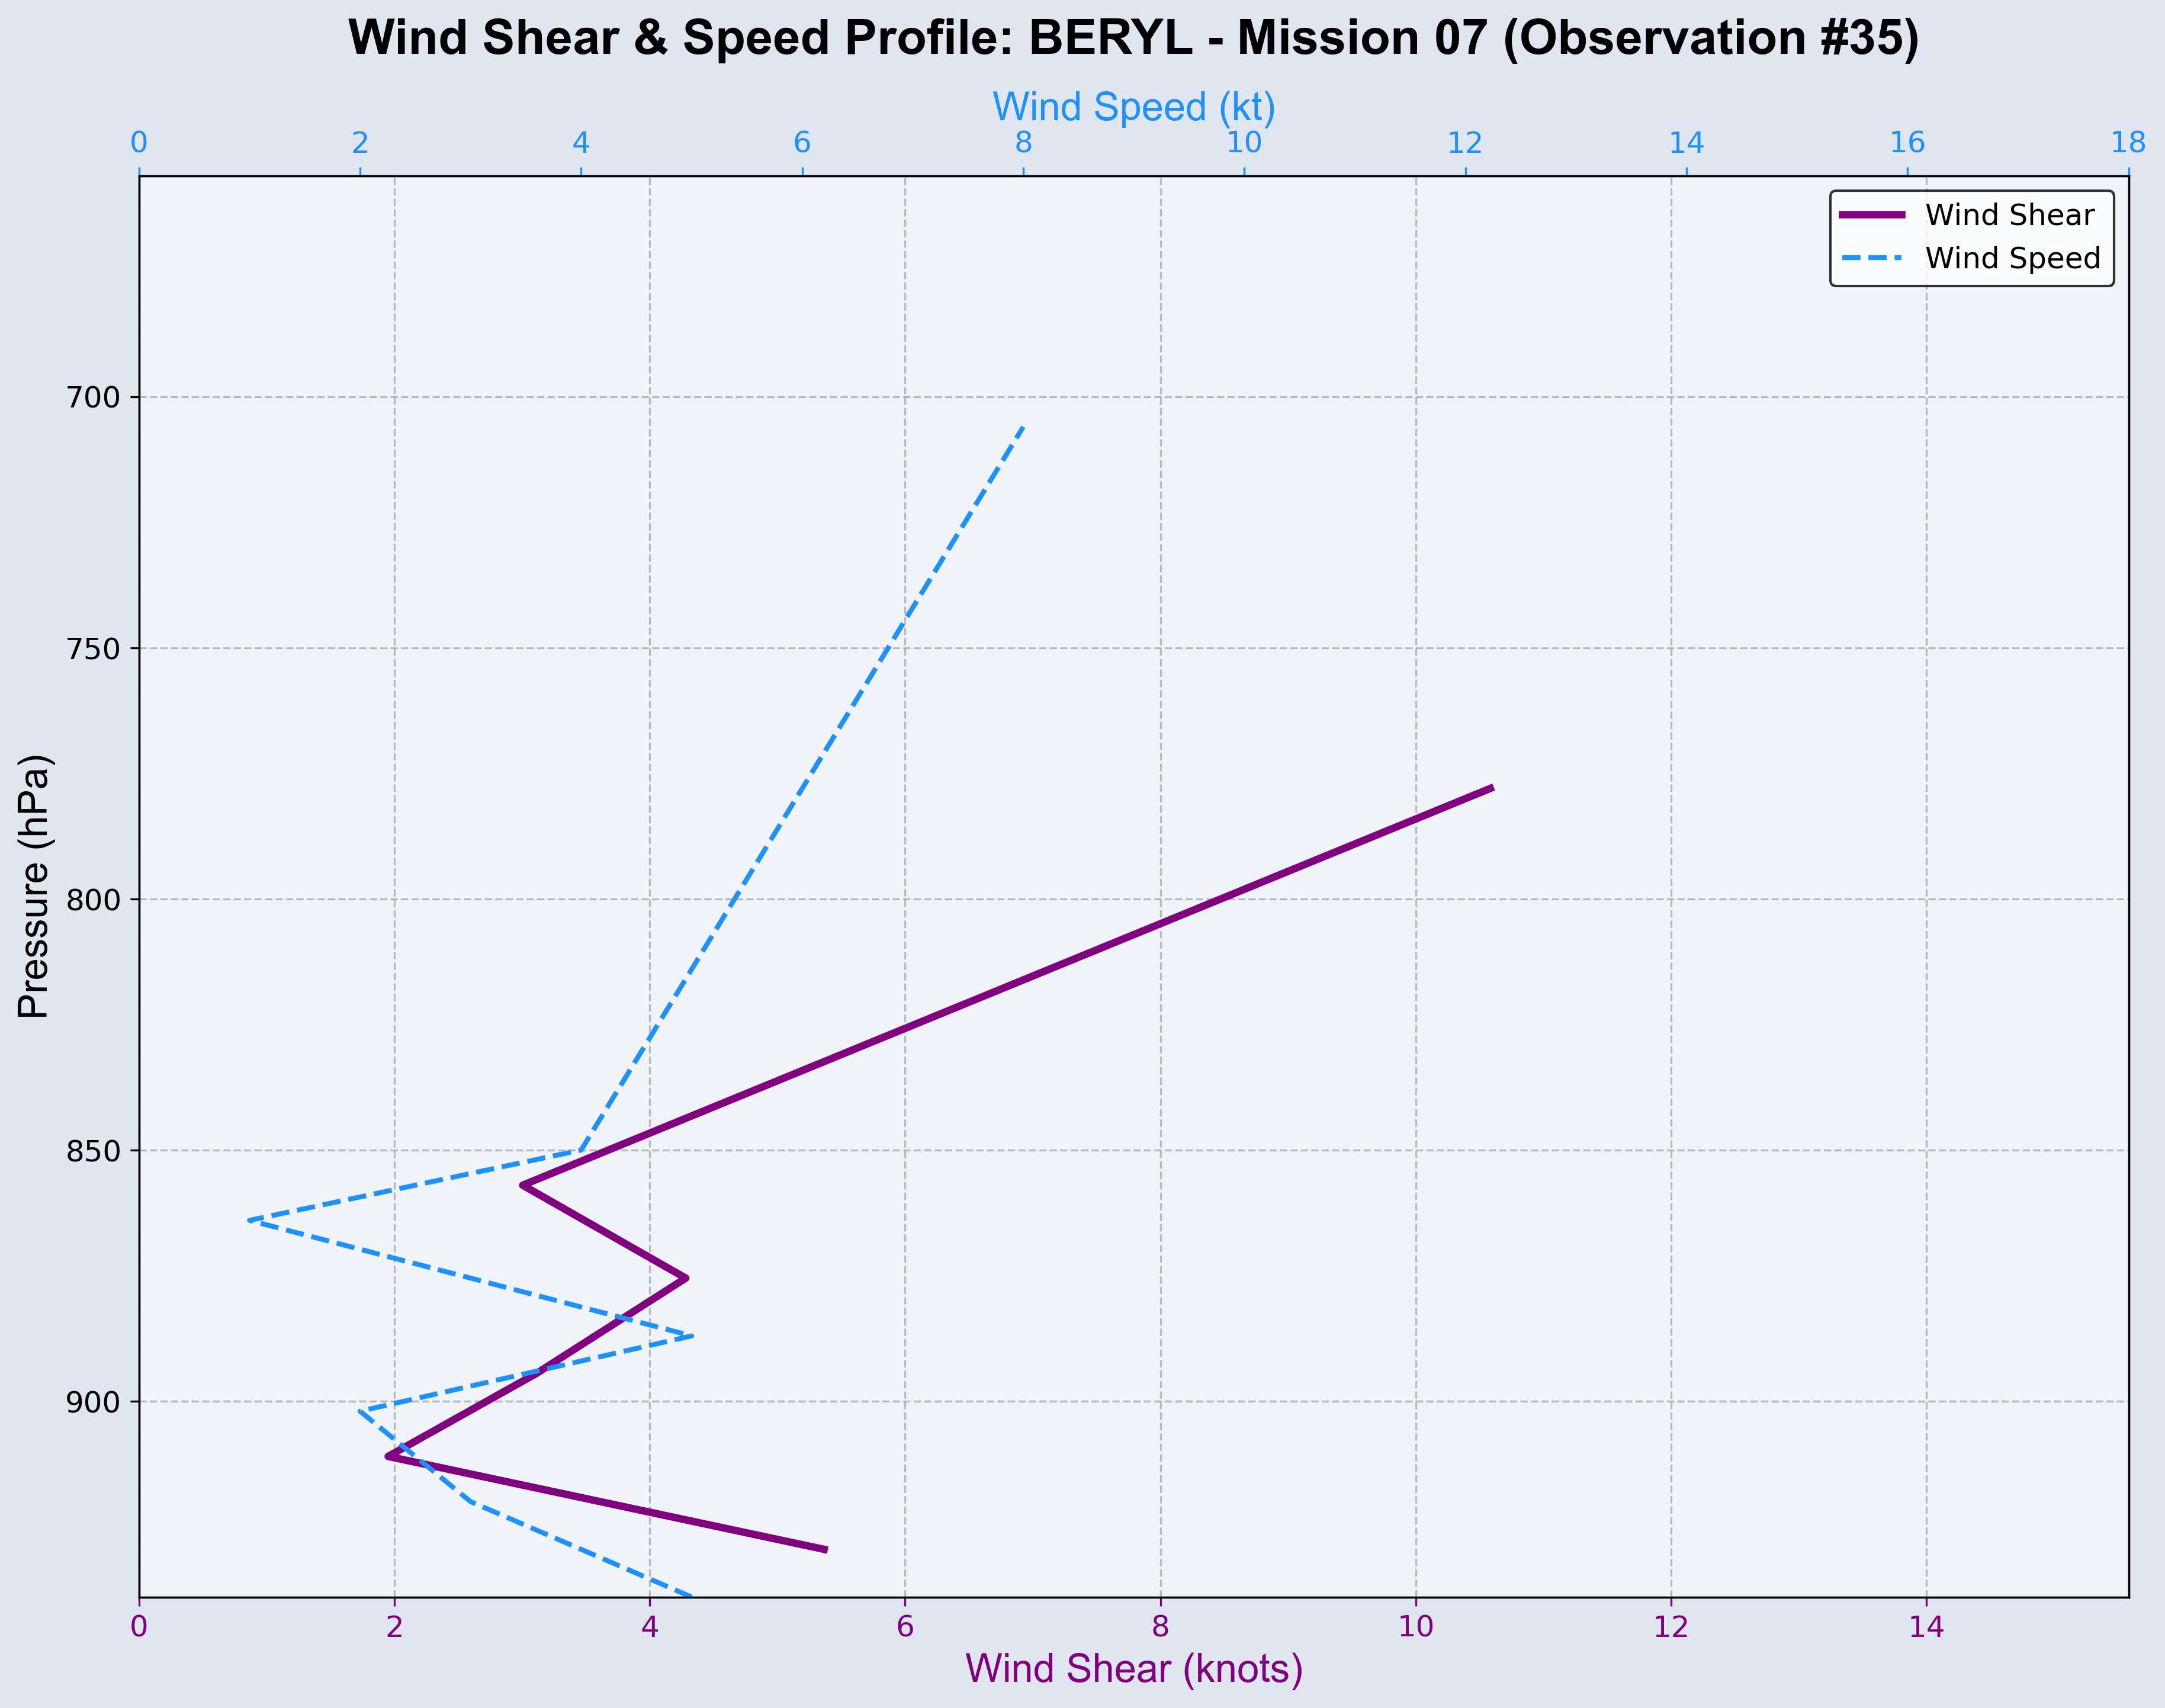 Wind Shear & Speed Profile: BERYL - Mission 07 (Observation #35)
Wind Speed (kt)
0 2 4 6 8 10 12 14 16 18
Wind Shear
Wind Speed
700
750
800
850
900
Pressure (hPa)
0 2 4 6 8 10 12 14
Wind Shear (knots)